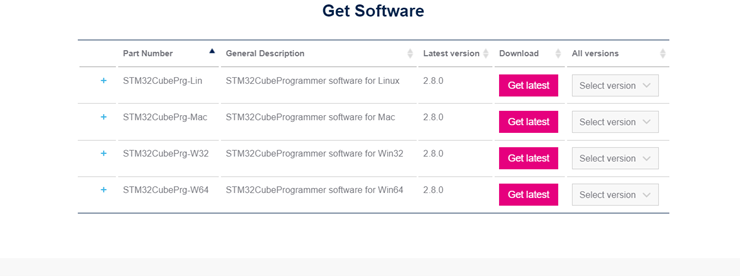 Get Software
Part Number General Description Latest version Download All versions
+ STM32CubePrg-Lin STM32CubeProgrammer software for Linux 2.8.0 Get latest Select version
+ STM32CubePrg-Mac STM32CubeProgrammer software for Mac 2.8.0 Get latest Select version
+ STM32CubePrg-W32 STM32CubeProgrammer software for Win32 2.8.0 Get latest Select version
+ STM32CubePrg-W64 STM32CubeProgrammer software for Win64 2.8.0 Get latest Select version